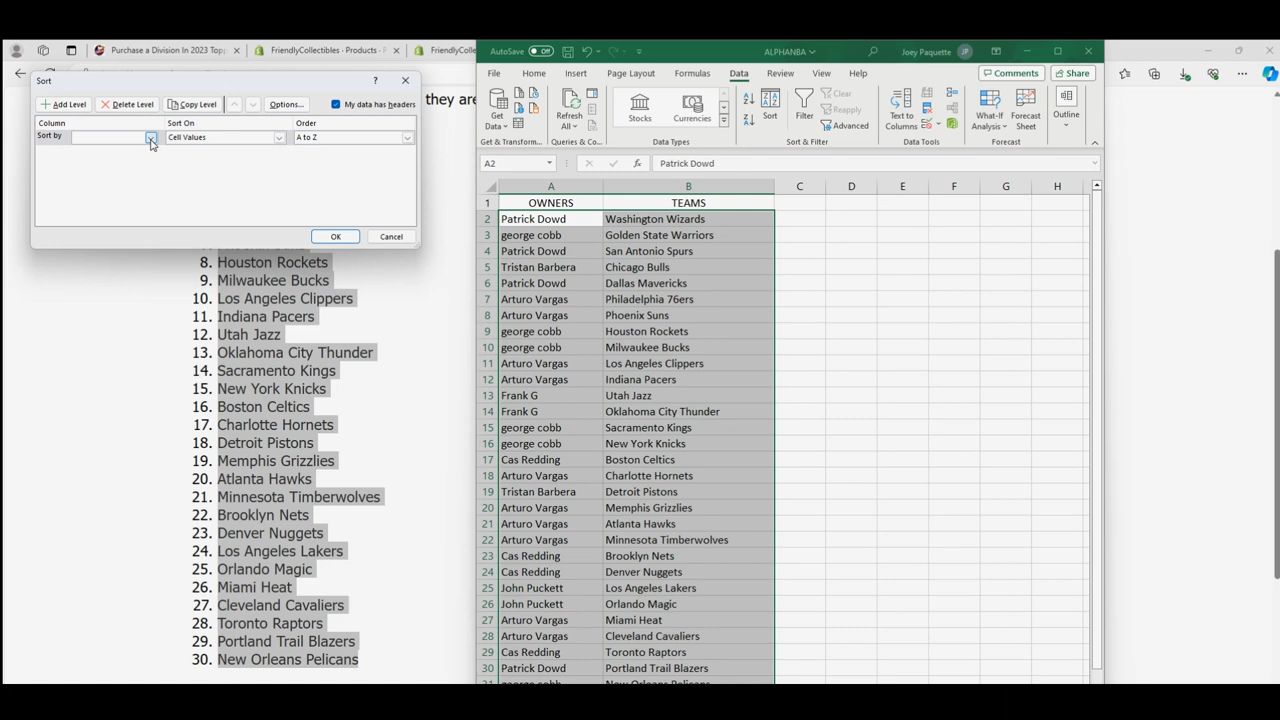 Purchase a Division In 2023 Topp
FriendlyCollectibles · Products · F
FriendlyColle
AutoSave Off
ALPHANBA
Joey Paquette JP
Sort
?
Add Level
Delete Level
Copy Level
Options...
My data has headers
Column
Sort On
Order
Sort by
Cell Values
A to Z
OK
Cancel
they are
8. Houston Rockets
9. Milwaukee Bucks
10. Los Angeles Clippers
11. Indiana Pacers
12. Utah Jazz
13. Oklahoma City Thunder
14. Sacramento Kings
15. New York Knicks
16. Boston Celtics
17. Charlotte Hornets
18. Detroit Pistons
19. Memphis Grizzlies
20. Atlanta Hawks
21. Minnesota Timberwolves
22. Brooklyn Nets
23. Denver Nuggets
24. Los Angeles Lakers
25. Orlando Magic
26. Miami Heat
27. Cleveland Cavaliers
28. Toronto Raptors
29. Portland Trail Blazers
30. New Orleans Pelicans
File Home Insert Page Layout Formulas Data Review View Help
Comments
Share
Get Data
Refresh All
Stocks
Currencies
Sort
Filter
Clear
Reapply
Advanced
Text to Columns
What-If Analysis
Forecast Sheet
Outline
Get & Transform...
Queries & Co...
Data Types
Sort & Filter
Data Tools
Forecast
A2
fx
Patrick Dowd
A B C D E F G H
1 OWNERS TEAMS
2 Patrick Dowd Washington Wizards
3 george cobb Golden State Warriors
4 Patrick Dowd San Antonio Spurs
5 Tristan Barbera Chicago Bulls
6 Patrick Dowd Dallas Mavericks
7 Arturo Vargas Philadelphia 76ers
8 Arturo Vargas Phoenix Suns
9 george cobb Houston Rockets
10 george cobb Milwaukee Bucks
11 Arturo Vargas Los Angeles Clippers
12 Arturo Vargas Indiana Pacers
13 Frank G Utah Jazz
14 Frank G Oklahoma City Thunder
15 george cobb Sacramento Kings
16 george cobb New York Knicks
17 Cas Redding Boston Celtics
18 Arturo Vargas Charlotte Hornets
19 Tristan Barbera Detroit Pistons
20 Arturo Vargas Memphis Grizzlies
21 Arturo Vargas Atlanta Hawks
22 Arturo Vargas Minnesota Timberwolves
23 Cas Redding Brooklyn Nets
24 Cas Redding Denver Nuggets
25 John Puckett Los Angeles Lakers
26 John Puckett Orlando Magic
27 Arturo Vargas Miami Heat
28 Arturo Vargas Cleveland Cavaliers
29 Cas Redding Toronto Raptors
30 Patrick Dowd Portland Trail Blazers
31 george cobb New Orleans Pelicans